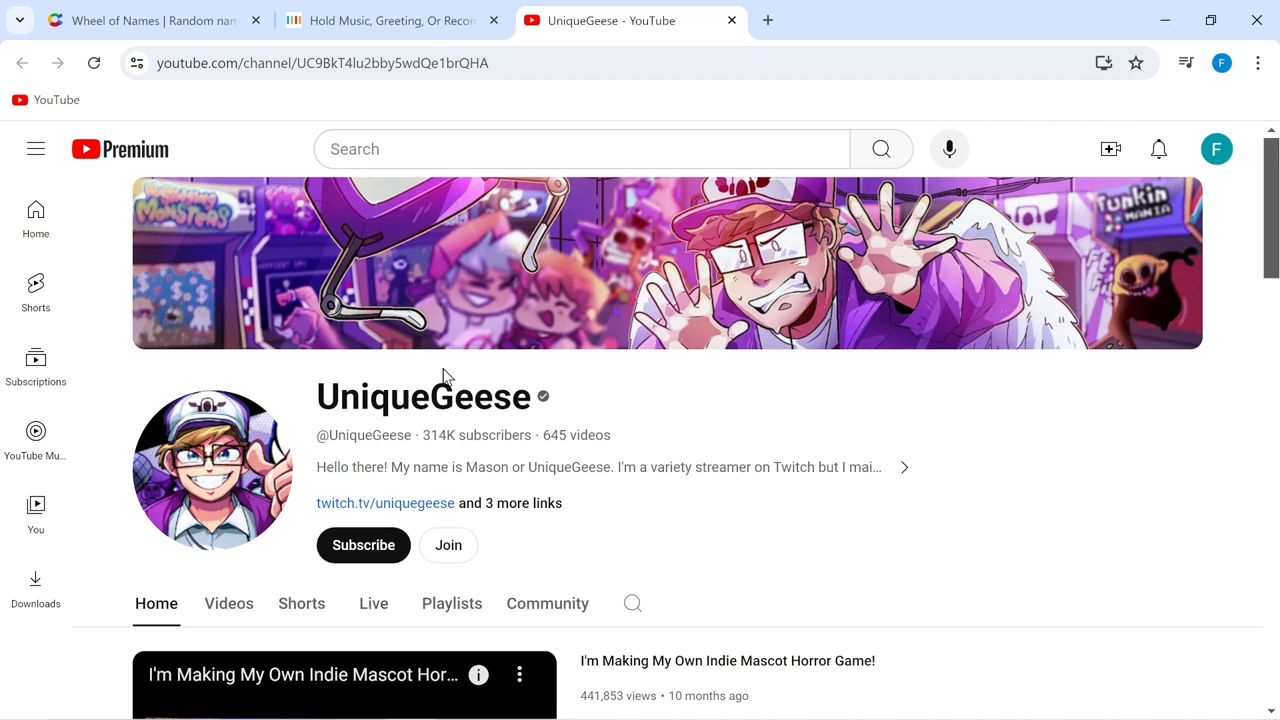 Wheel of Names | Random nam
Hold Music, Greeting, Or Recor
UniqueGeese - YouTube
youtube.com/channel/UC9BkT4lu2bby5wdQe1brQHA
F
YouTube
Premium
Search
F
Home
Shorts
Subscriptions
YouTube Mu...
You
Downloads
Monsters
Funkin
Mania
UniqueGeese
@UniqueGeese · 314K subscribers · 645 videos
Hello there! My name is Mason or UniqueGeese. I'm a variety streamer on Twitch but I mai...
twitch.tv/uniquegeese and 3 more links
Subscribe
Join
Home
Videos
Shorts
Live
Playlists
Community
I'm Making My Own Indie Mascot Hor...
I'm Making My Own Indie Mascot Horror Game!
441,853 views • 10 months ago